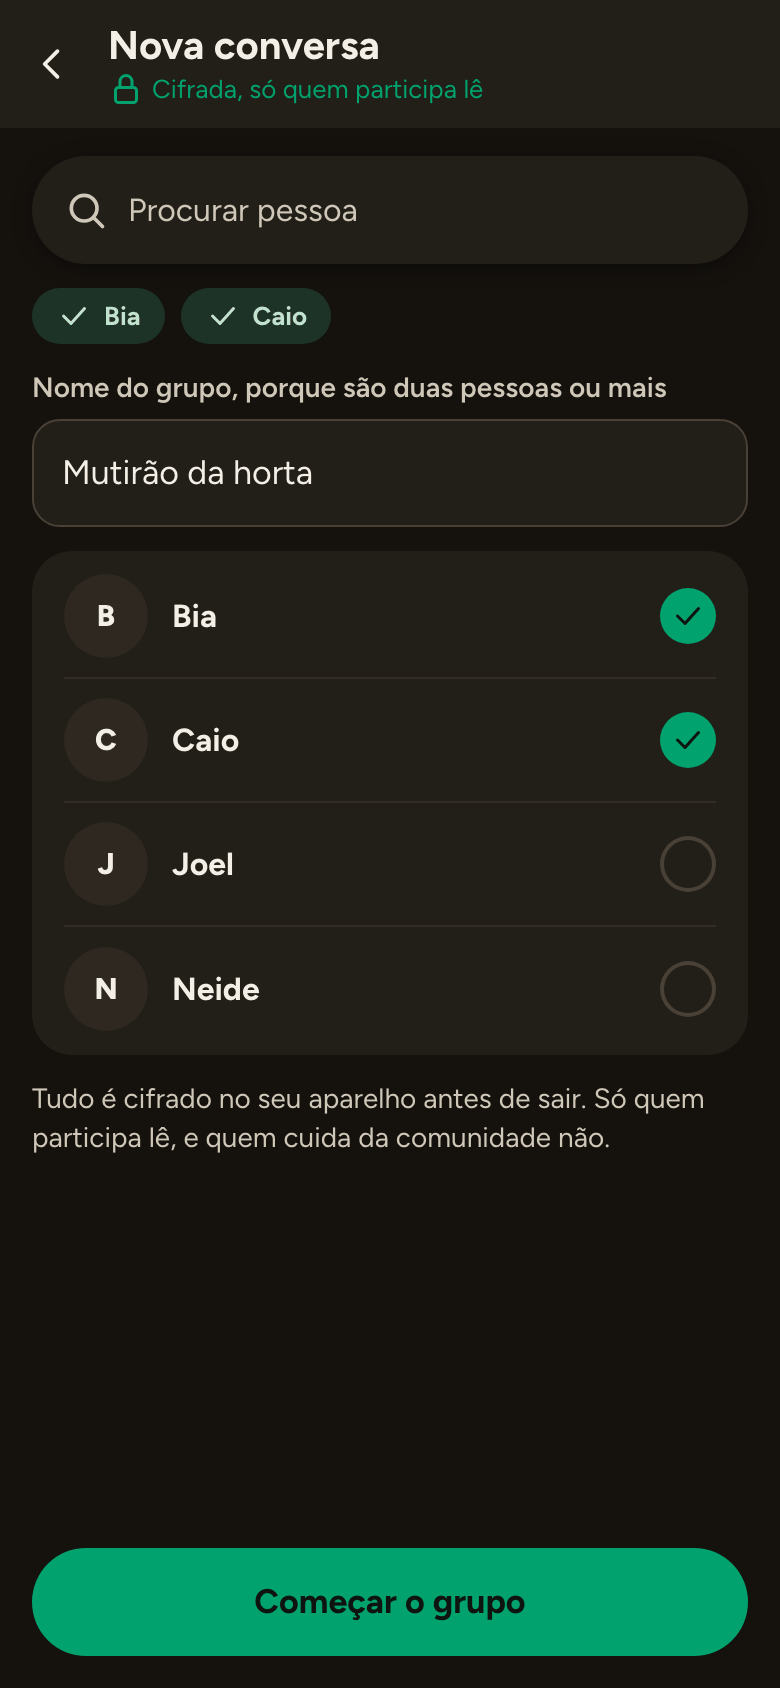 Nova conversa
Cifrada, só quem participa lê
Procurar pessoa
Bia
Caio
Nome do grupo, porque são duas pessoas ou mais
Mutirão da horta
B
Bia
C
Caio
J
Joel
N
Neide
Tudo é cifrado no seu aparelho antes de sair. Só quem
participa lê, e quem cuida da comunidade não.
Começar o grupo